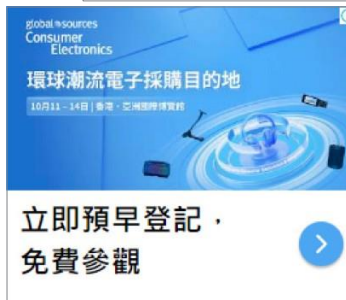 global sources
Consumer
Electronics
環球潮流電子採購目的地
10月11 - 14日 | 香港·亞洲國際博覽館
立即預早登記，
免費參觀